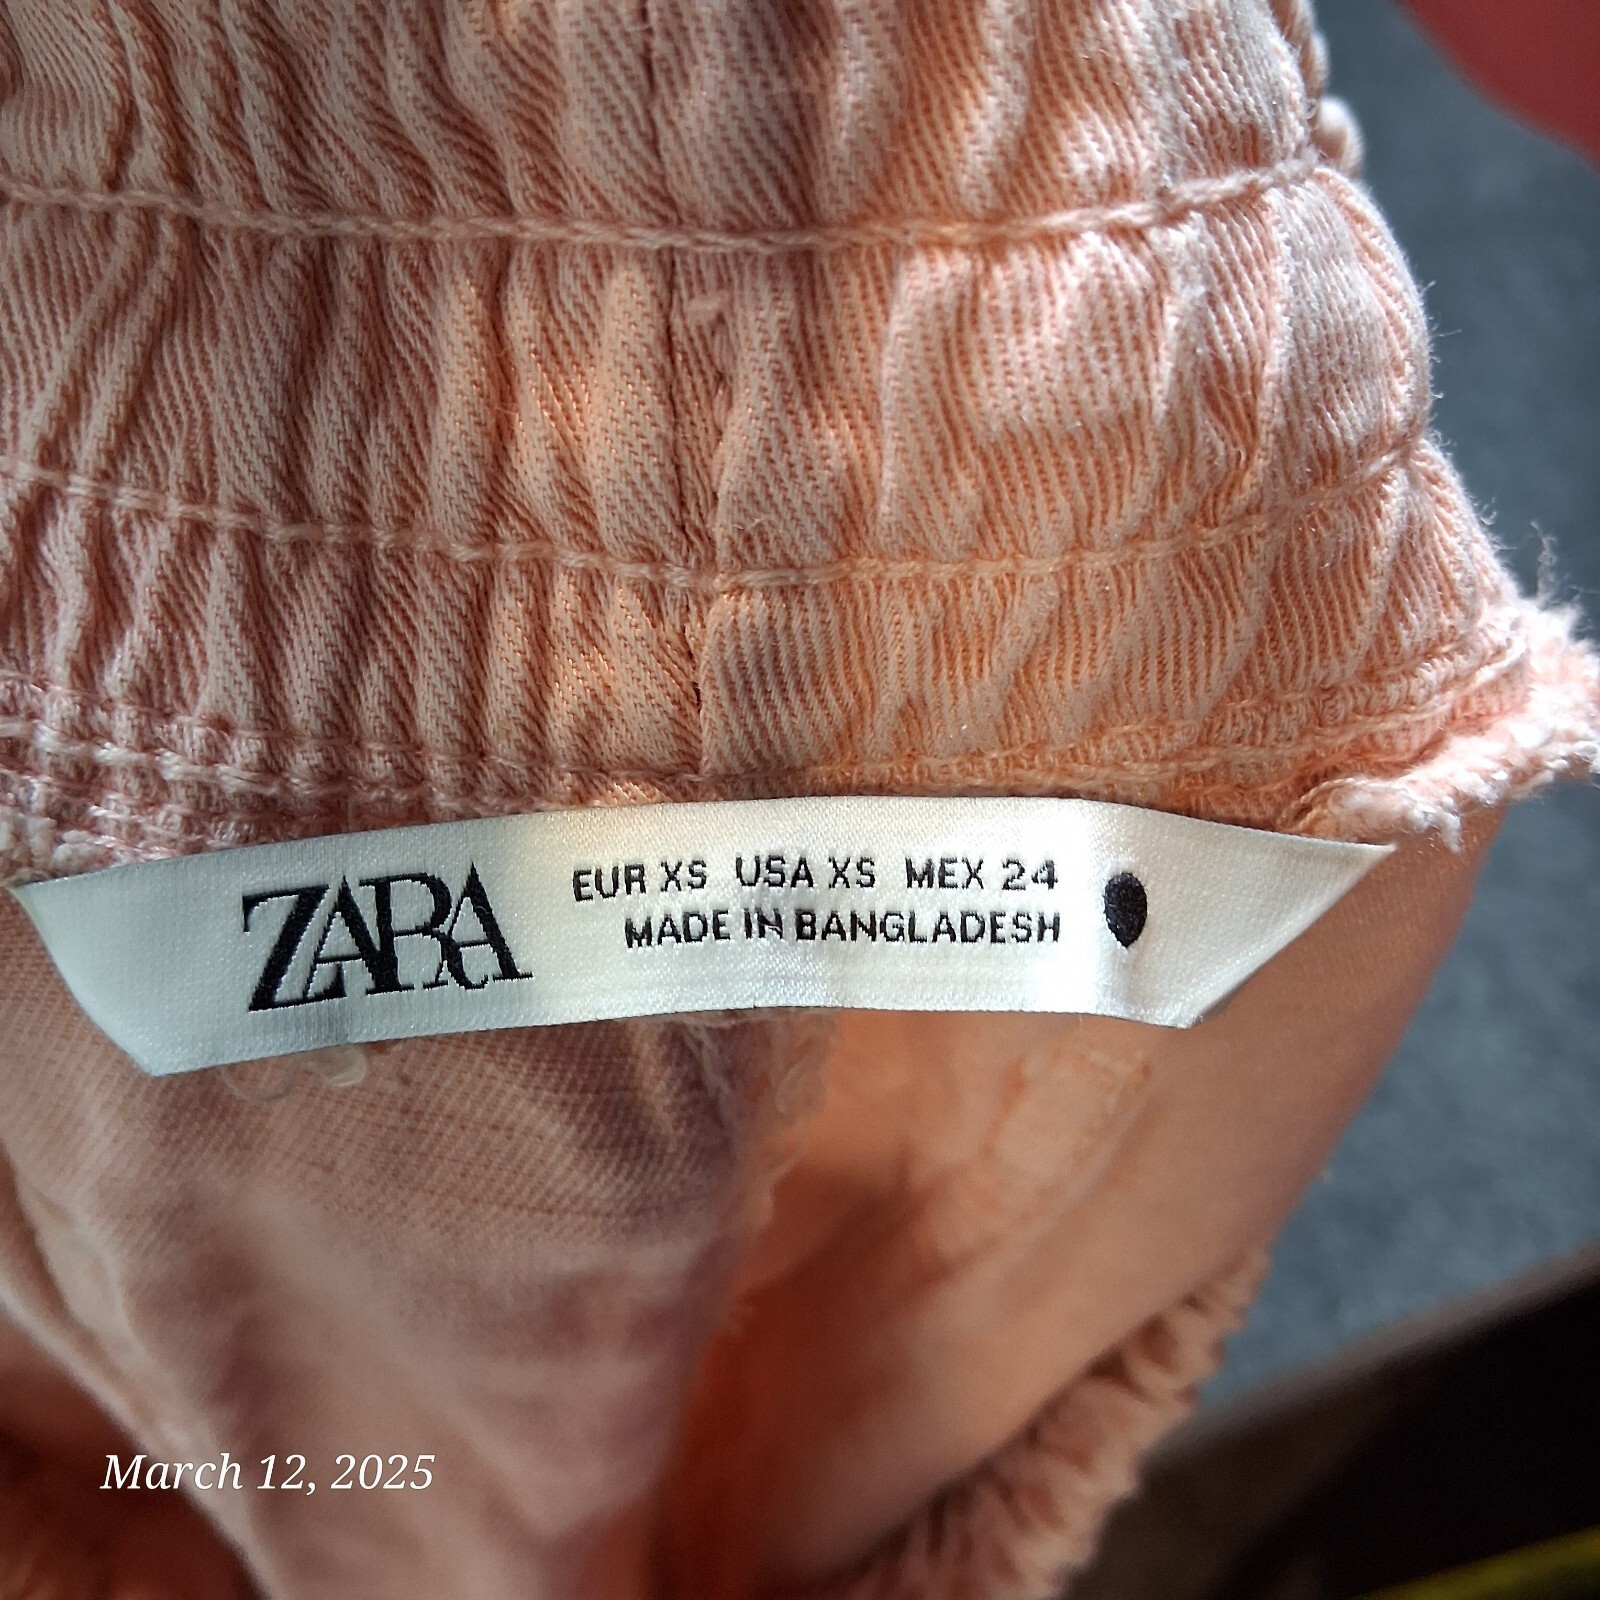 ZARA
EUR XS USA XS MEX 24
MADE IN BANGLADESH
March 12, 2025